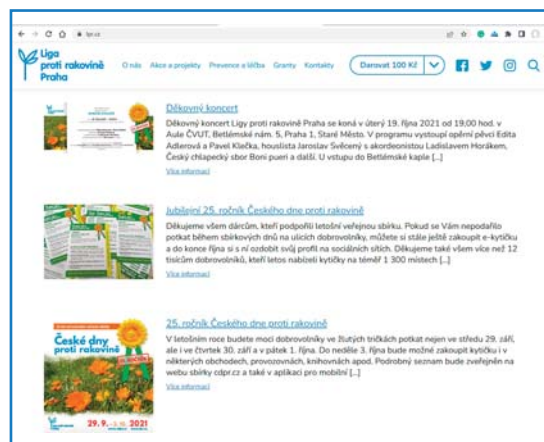 lpr.cz
Liga
proti rakovině
Praha
O nás Akce a projekty Prevence a léčba Granty Kontakty Darovat 100 Kč
Děkovný koncert
Děkovný koncert Ligy proti rakovině Praha se koná v úterý 19. října 2021 od 19,00 hod. v
Aule ČVUT, Betlémské nám. 5, Praha 1, Staré Město. V programu vystoupí operní pěvci Edita
Adlerová a Pavel Klečka, houslista Jaroslav Svěcený s akordeonistou Ladislavem Horákem,
Český chlapecký sbor Boni pueri a další. U vstupu do Betlémské kaple [...]
Více informací
Jubilejní 25. ročník Českého dne proti rakovině
Děkujeme všem dárcům, kteří podpořili letošní veřejnou sbírku. Pokud se Vám nepodařilo
potkat během sbírkových dnů na ulicích dobrovolníky, můžete si stále ještě zakoupit e-kytičku
a do konce října si s ní ozdobit svůj profil na sociálních sítích. Děkujeme také všem více než 12
tisícům dobrovolníků, kteří letos nabízeli kytičky na téměř 1 300 místech [...]
Více informací
25. ročník Českého dne proti rakovině
V letošním roce budete moci dobrovolníky ve žlutých tričkách potkat nejen ve středu 29. září,
ale i ve čtvrtek 30. září a v pátek 1. října. Do neděle 3. října bude možné zakoupit kytičku i v
některých obchodech, provozovnách, knihovnách apod. Podrobný seznam bude zveřejněn na
webu sbírky cdpr.cz a také v aplikaci pro mobilní [...]
Více informací
České dny
proti rakovině
29. 9. - 3. 10. 2021